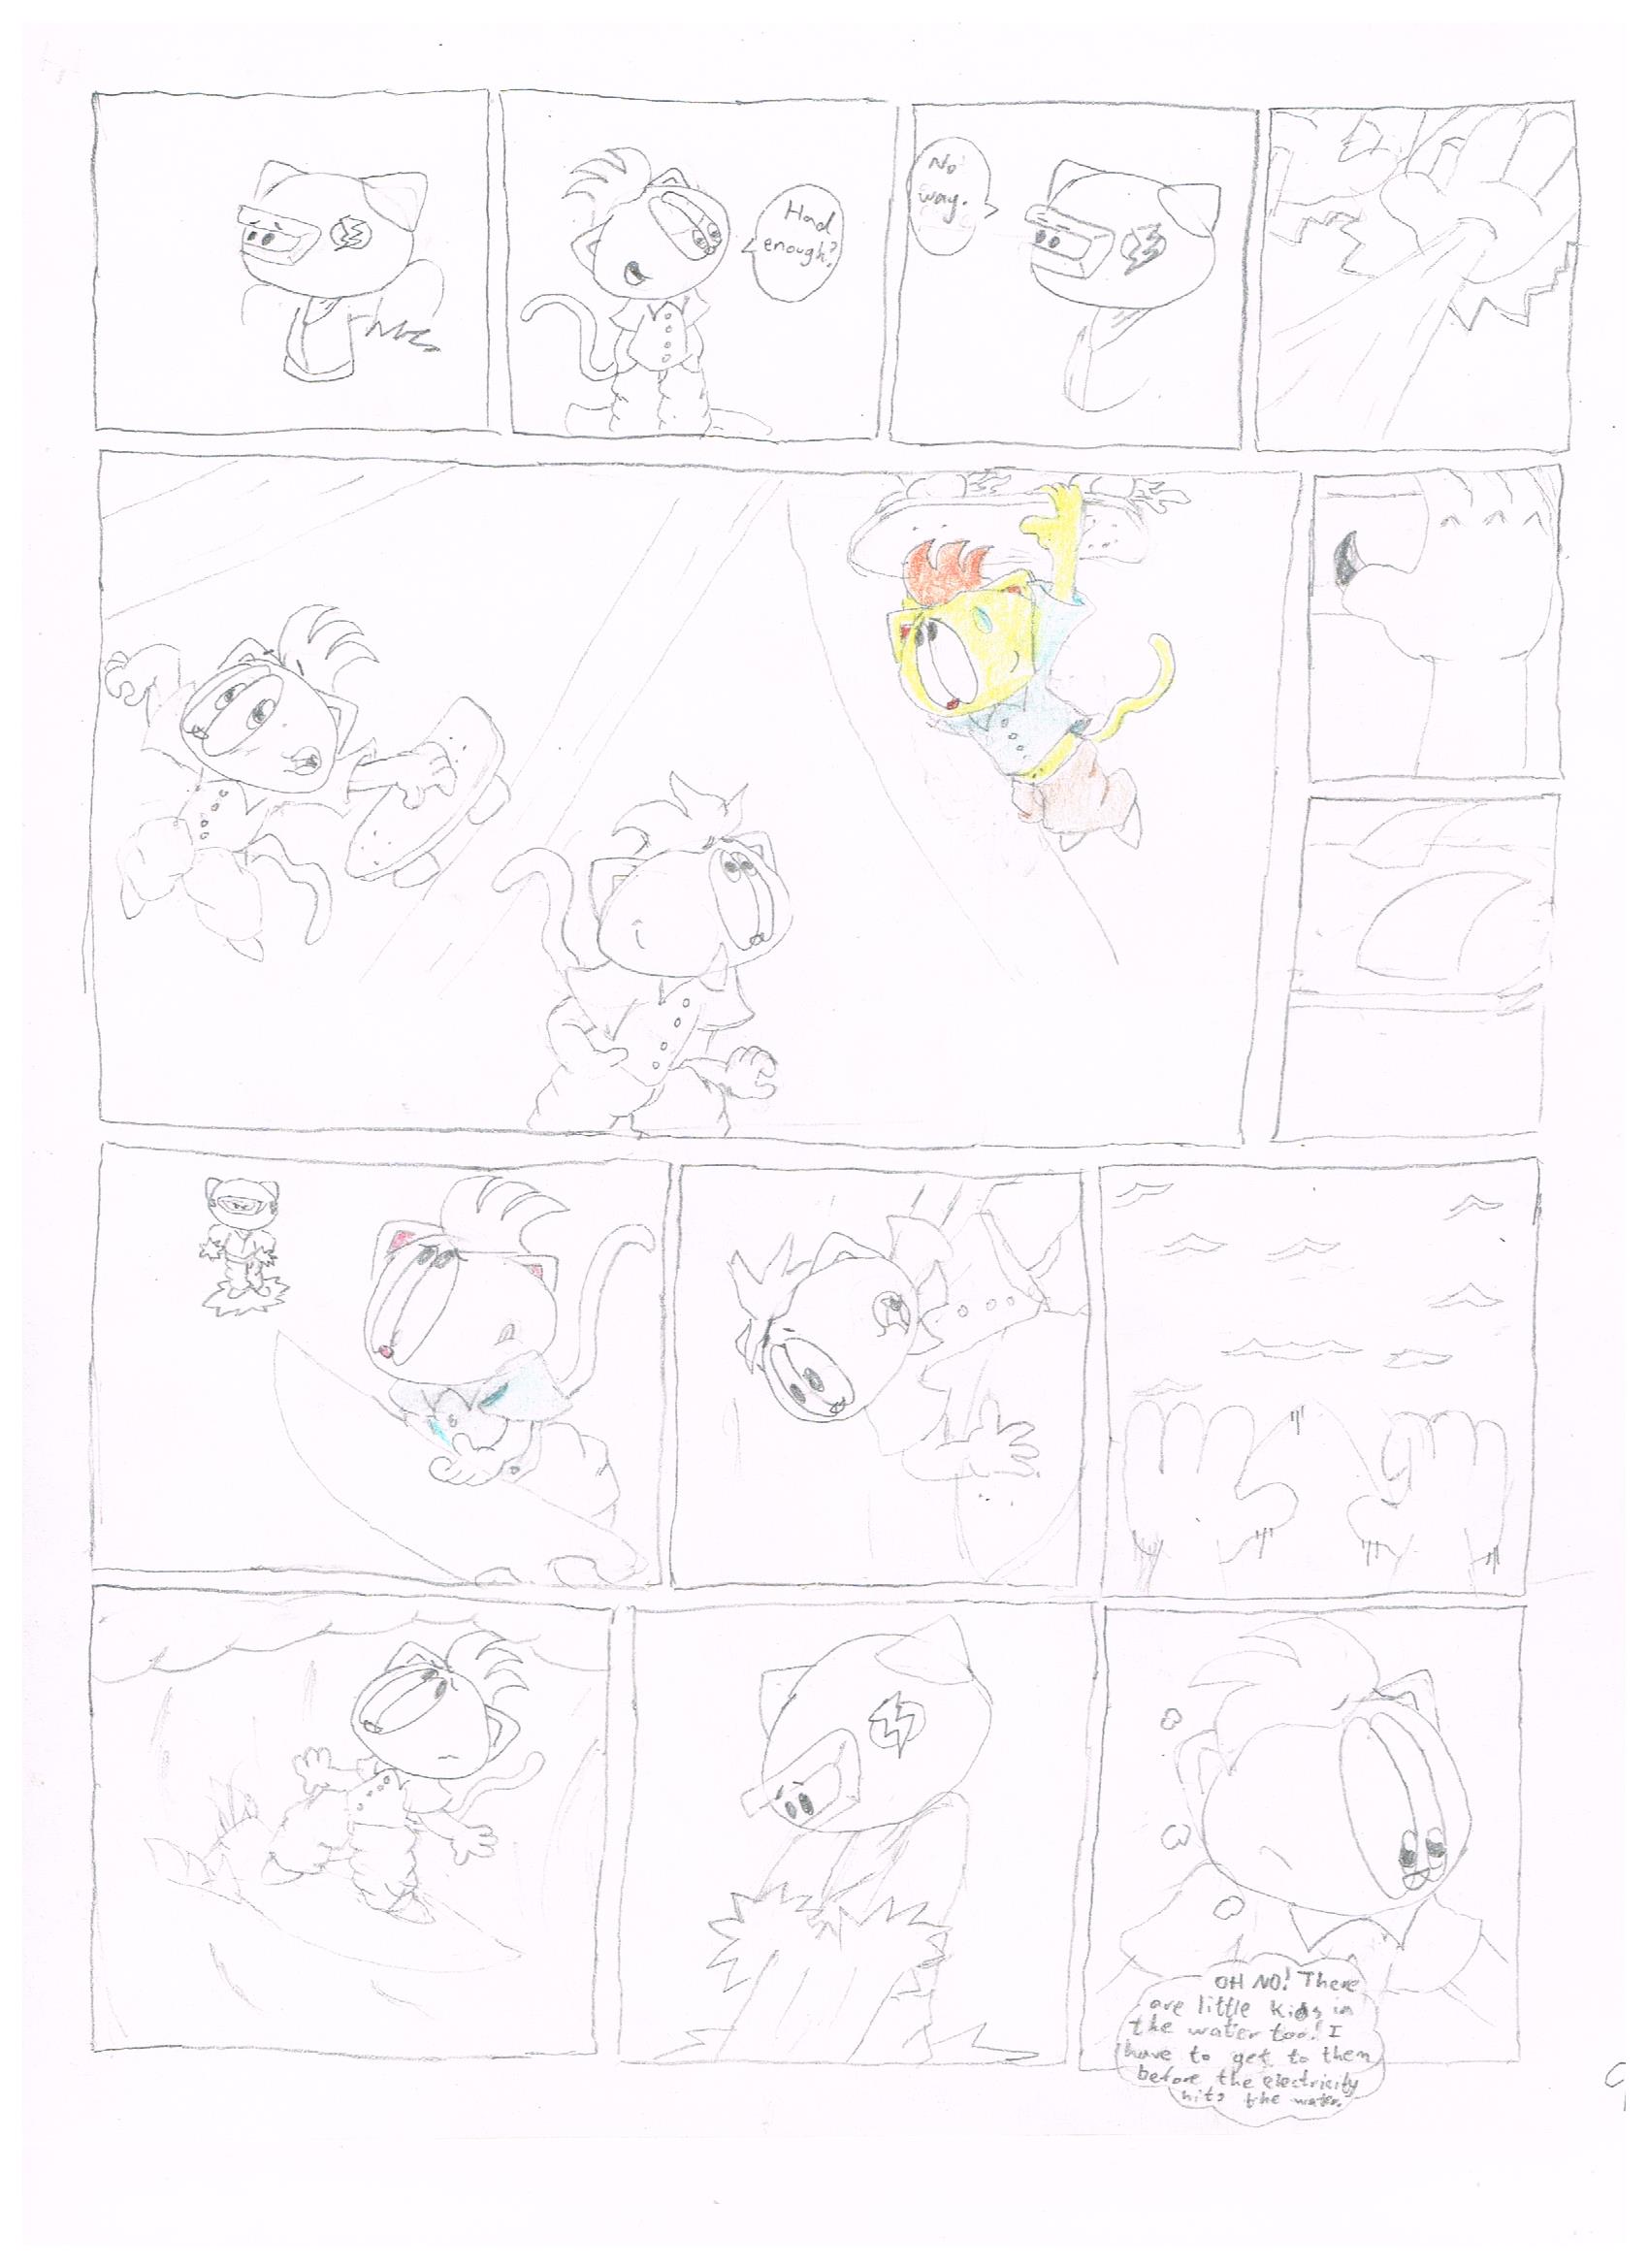 Had
enough?
No
way.
OH NO! There
are little kids in
the water too! I
have to get to them
before the electricity
hits the water.
9